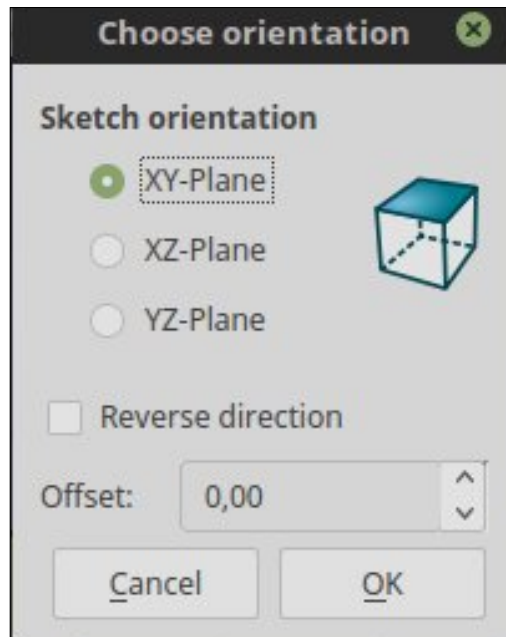 Choose orientation
Sketch orientation
XY-Plane
XZ-Plane
YZ-Plane
Reverse direction
Offset: 0,00
Cancel OK